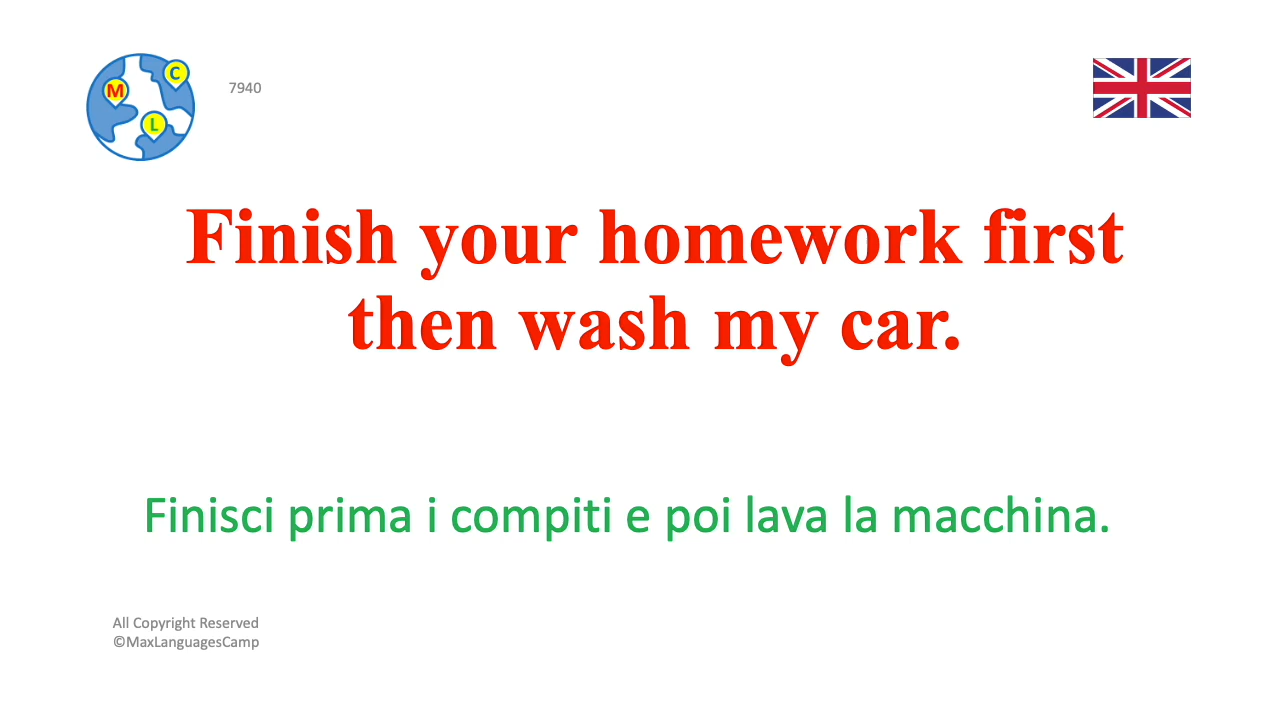 C
M
L
7940
Finish your homework first
then wash my car.
Finisci prima i compiti e poi lava la macchina.
All Copyright Reserved
©MaxLanguagesCamp